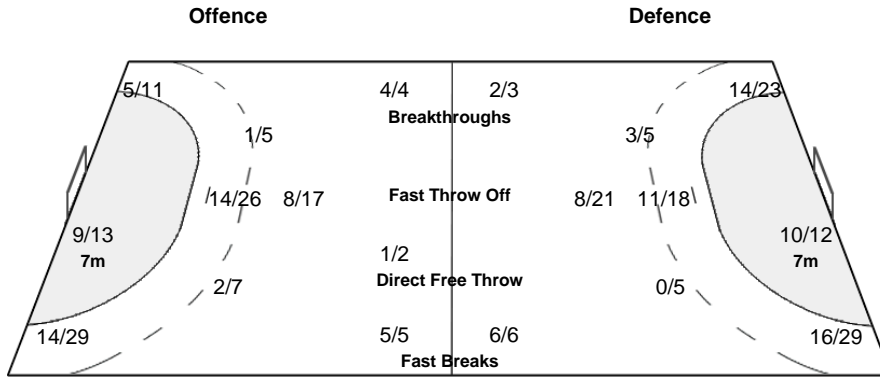 Offence Defence
5/11 4/4 2/3 14/23
Breakthroughs
1/5 3/5
14/26 8/17 Fast Throw Off 8/21 11/18
9/13 10/12
1/2
7m 7m
Direct Free Throw
2/7 0/5
14/29 5/5 6/6 16/29
Fast Breaks